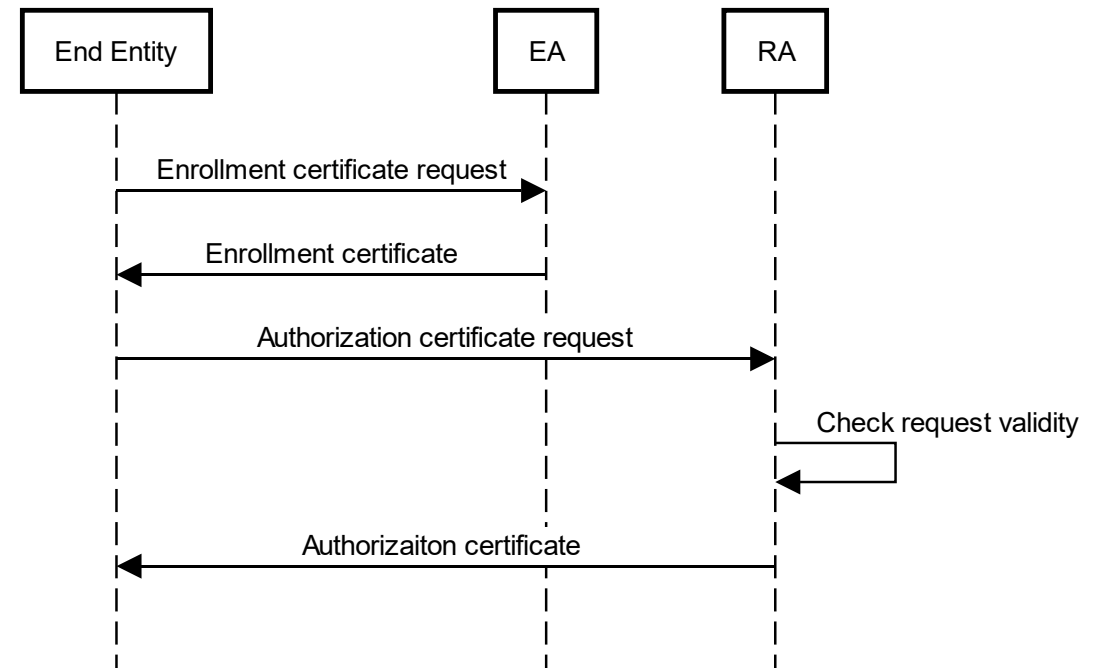 End Entity
EA
RA
Enrollment certificate request
Enrollment certificate
Authorization certificate request
Check request validity
Authorizaiton certificate